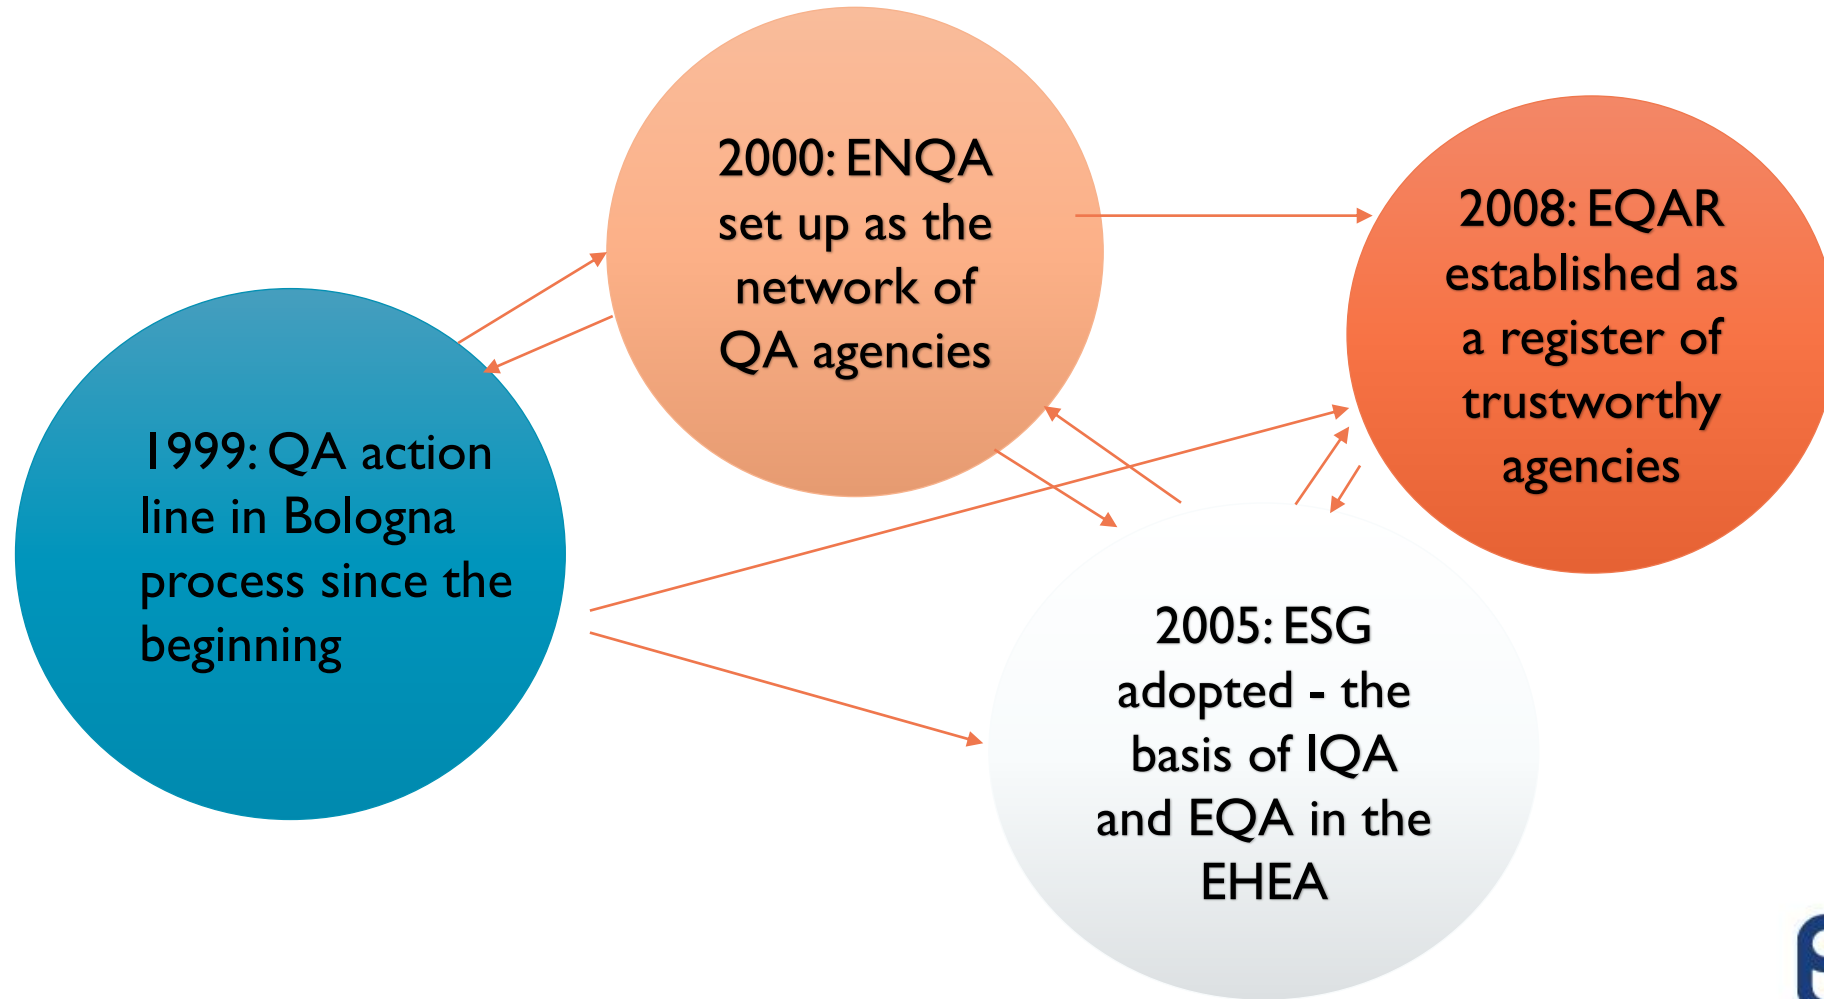 1999: QA action
line in Bologna
process since the
beginning
2000: ENQA
set up as the
network of
QA agencies
2008: EQAR
established as
a register of
trustworthy
agencies
2005: ESG
adopted - the
basis of IQA
and EQA in the
EHEA